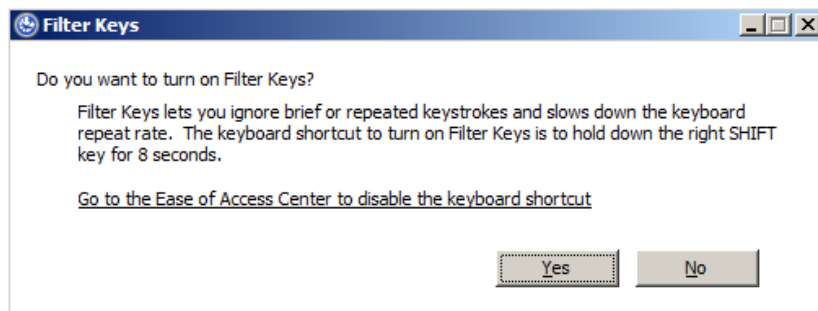 Filter Keys
Do you want to turn on Filter Keys?
Filter Keys lets you ignore brief or repeated keystrokes and slows down the keyboard
repeat rate.  The keyboard shortcut to turn on Filter Keys is to hold down the right SHIFT
key for 8 seconds.
Go to the Ease of Access Center to disable the keyboard shortcut
Yes No